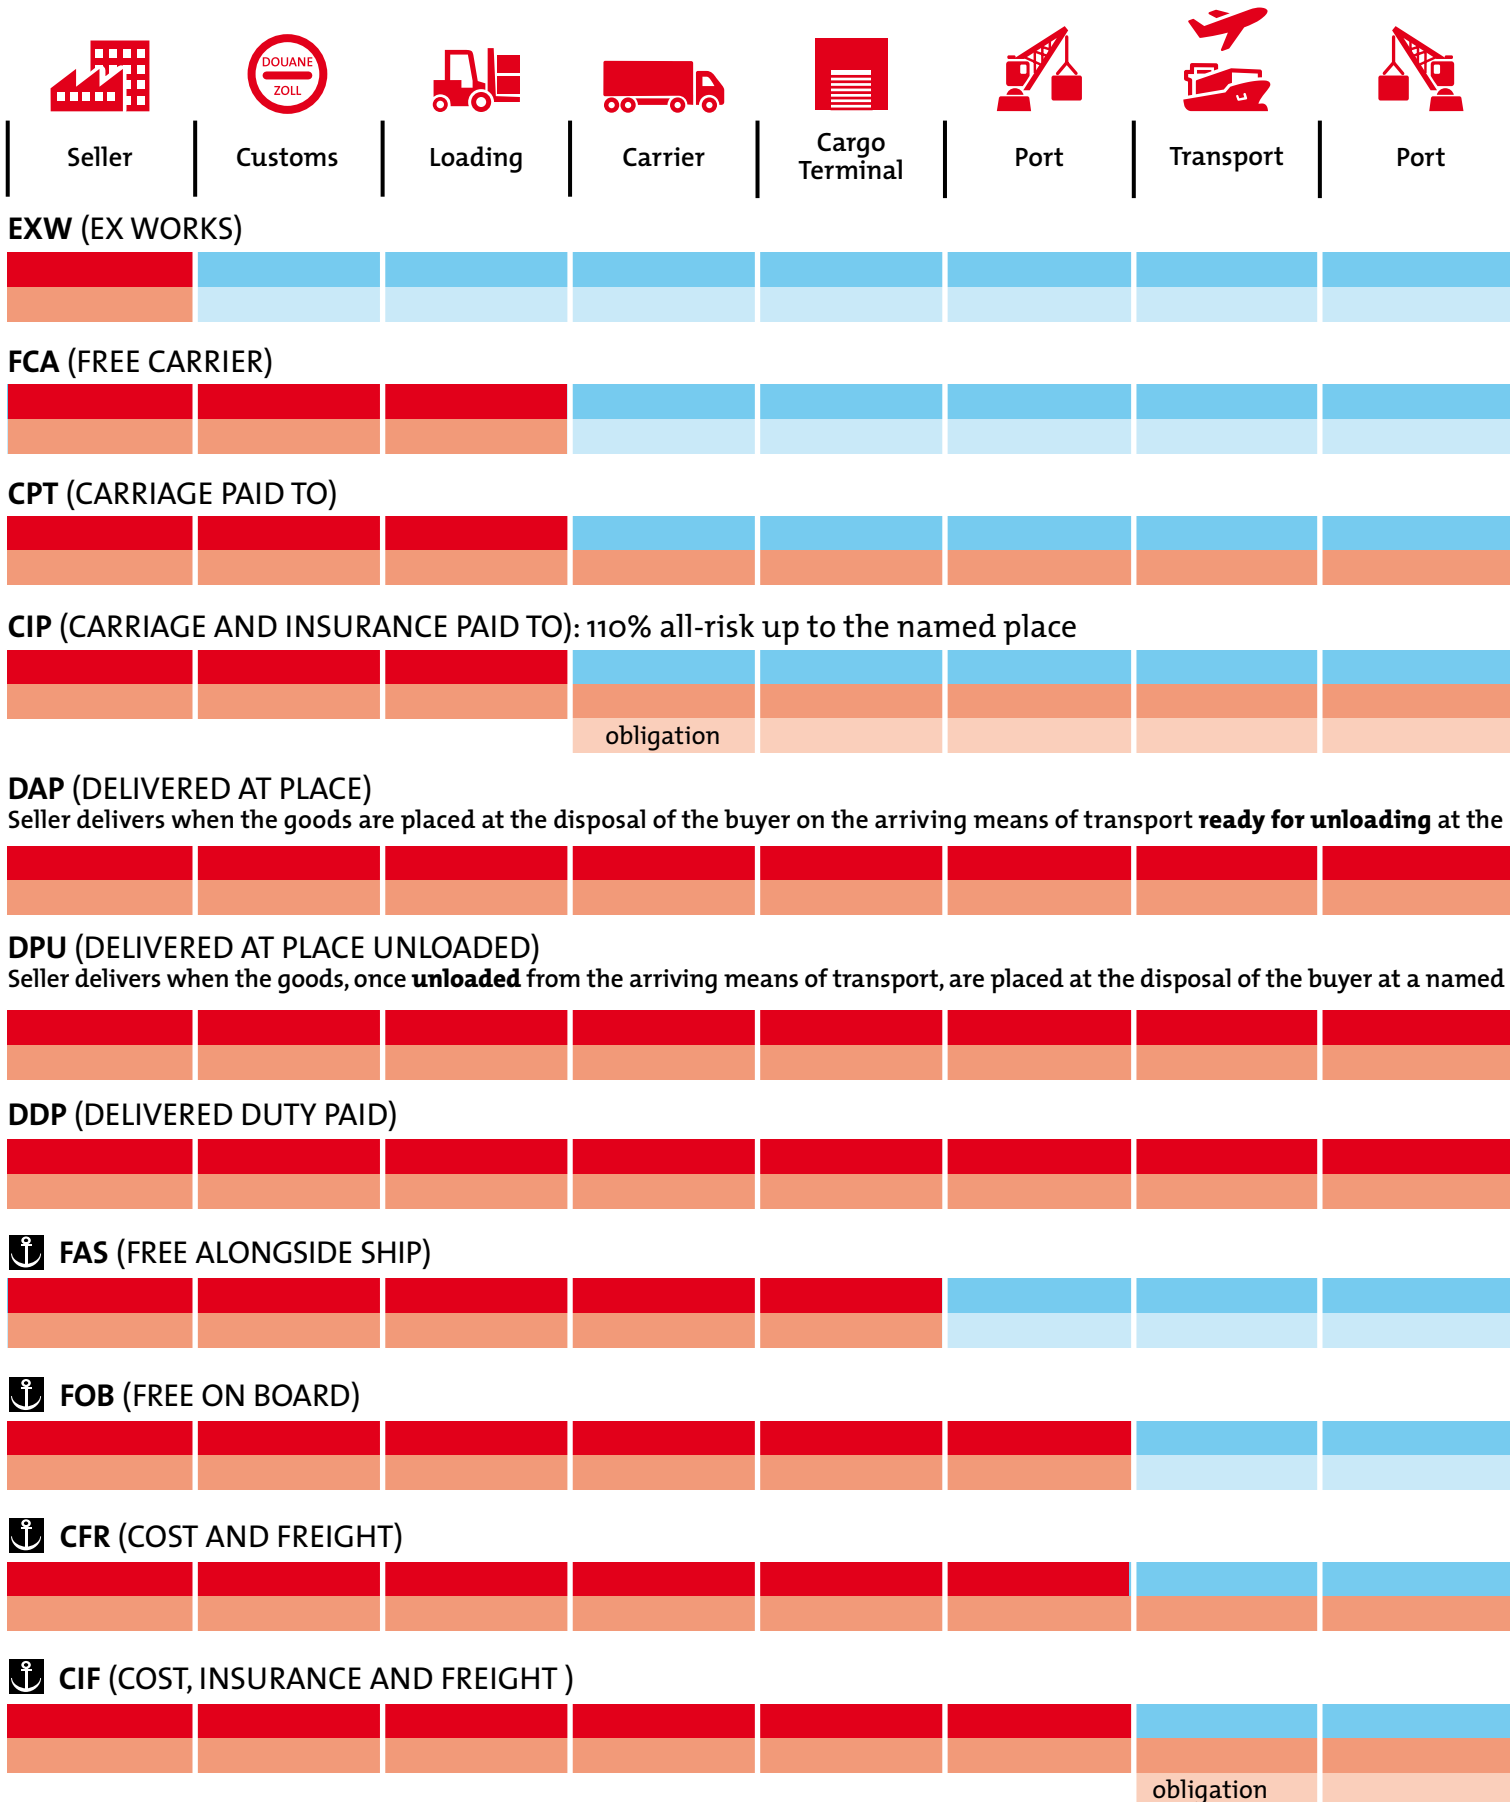 DOUANE
ZOLL
Seller
Customs
Loading
Carrier
Cargo
Terminal
Port
Transport
Port
EXW (EX WORKS)
FCA (FREE CARRIER)
CPT (CARRIAGE PAID TO)
CIP (CARRIAGE AND INSURANCE PAID TO): 110% all-risk up to the named place
obligation
DAP (DELIVERED AT PLACE)
Seller delivers when the goods are placed at the disposal of the buyer on the arriving means of transport ready for unloading at the
DPU (DELIVERED AT PLACE UNLOADED)
Seller delivers when the goods, once unloaded from the arriving means of transport, are placed at the disposal of the buyer at a named
DDP (DELIVERED DUTY PAID)
FAS (FREE ALONGSIDE SHIP)
FOB (FREE ON BOARD)
CFR (COST AND FREIGHT)
CIF (COST, INSURANCE AND FREIGHT )
obligation